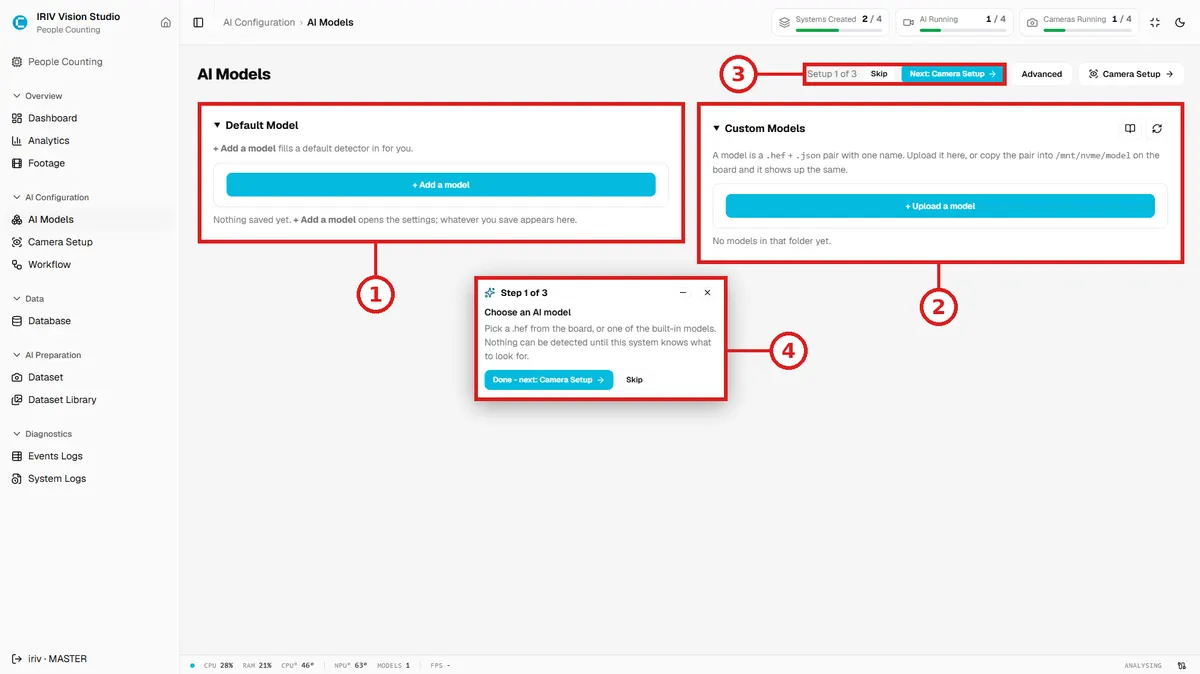 IRIV Vision Studio
People Counting
AI Configuration › AI Models
Systems Created 2 / 4
AI Running 1 / 4
Cameras Running 1 / 4
People Counting
Overview
Dashboard
Analytics
Footage
AI Configuration
AI Models
Camera Setup
Workflow
Data
Database
AI Preparation
Dataset
Dataset Library
Diagnostics
Events Logs
System Logs
iriv · MASTER
AI Models
3
Setup 1 of 3 Skip Next: Camera Setup →
Advanced
Camera Setup →
▼ Default Model
+ Add a model fills a default detector in for you.
+ Add a model
Nothing saved yet. + Add a model opens the settings; whatever you save appears here.
1
▼ Custom Models
A model is a .hef + .json pair with one name. Upload it here, or copy the pair into /mnt/nvme/model on the
board and it shows up the same.
+ Upload a model
No models in that folder yet.
2
Step 1 of 3
Choose an AI model
Pick a .hef from the board, or one of the built-in models.
Nothing can be detected until this system knows what
to look for.
Done - next: Camera Setup →
Skip
4
CPU 28% RAM 21% CPU° 46° NPU° 63° MODELS 1 FPS -
ANALYSING